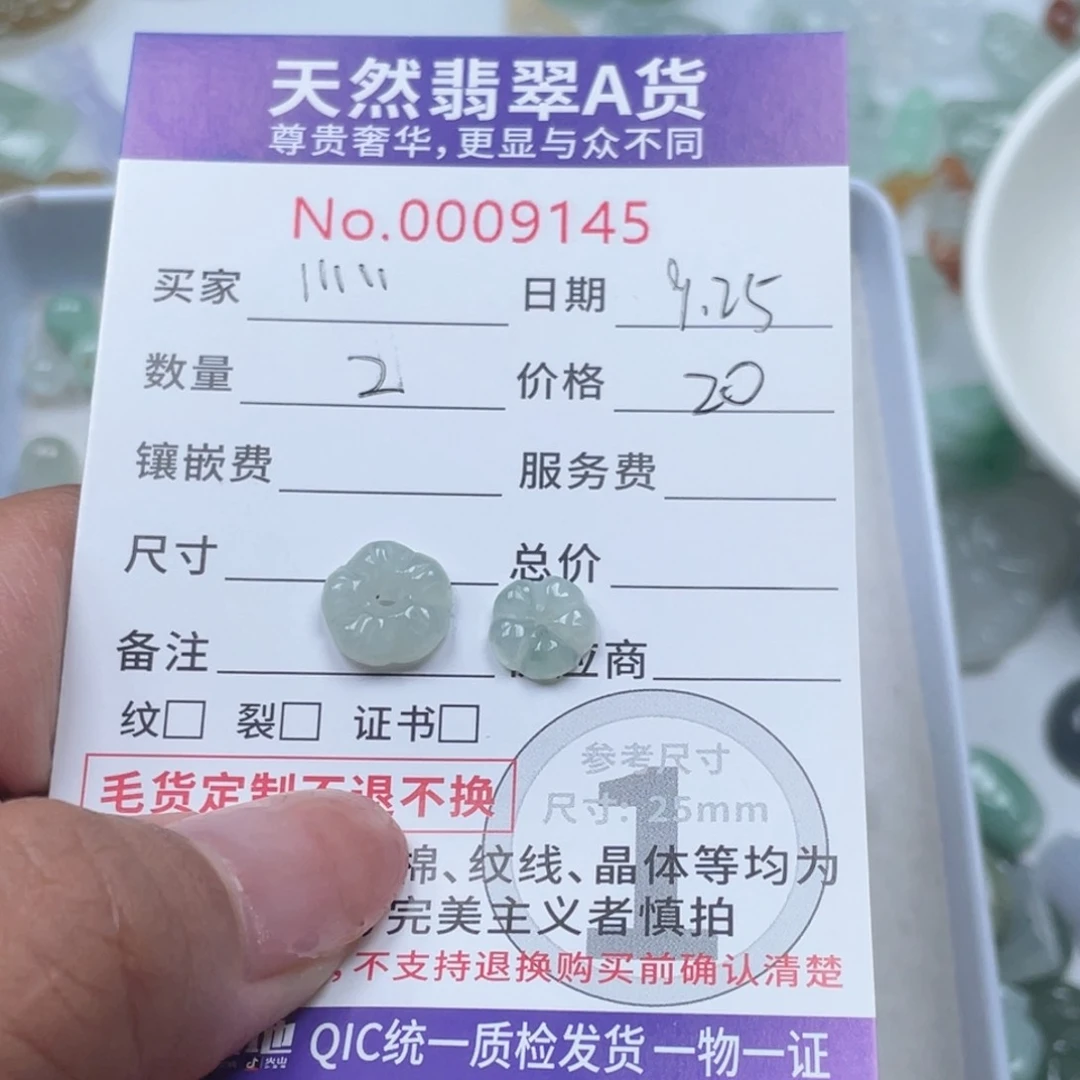 天然翡翠A货
尊贵奢华,更显与众不同
No.0009145
买家 日期 9.25
数量 2 价格 20
镶嵌费 服务费
尺寸 总价
备注 应商
纹□ 裂□ 证书□
参考尺寸
尺寸: 25mm
1
毛货定制不退不换
棉、纹线、晶体等均为
完美主义者慎拍
,不支持退换购买前确认清楚
QIC统一质检发货 一物一证